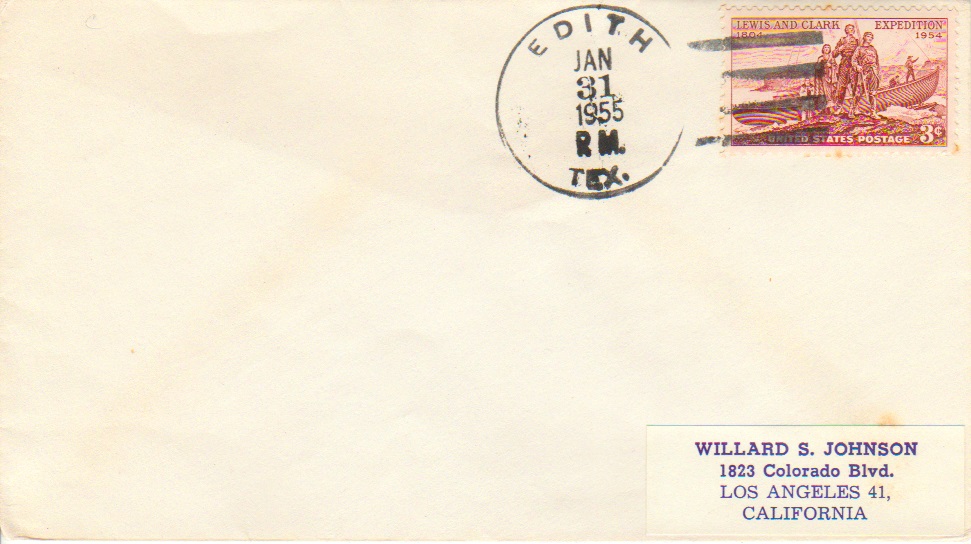 EDITH
JAN
31
1955
P M.
TEX.
LEWIS AND CLARK EXPEDITION
1804 1954
UNITED STATES POSTAGE 3¢
WILLARD S. JOHNSON
1823 Colorado Blvd.
LOS ANGELES 41,
CALIFORNIA